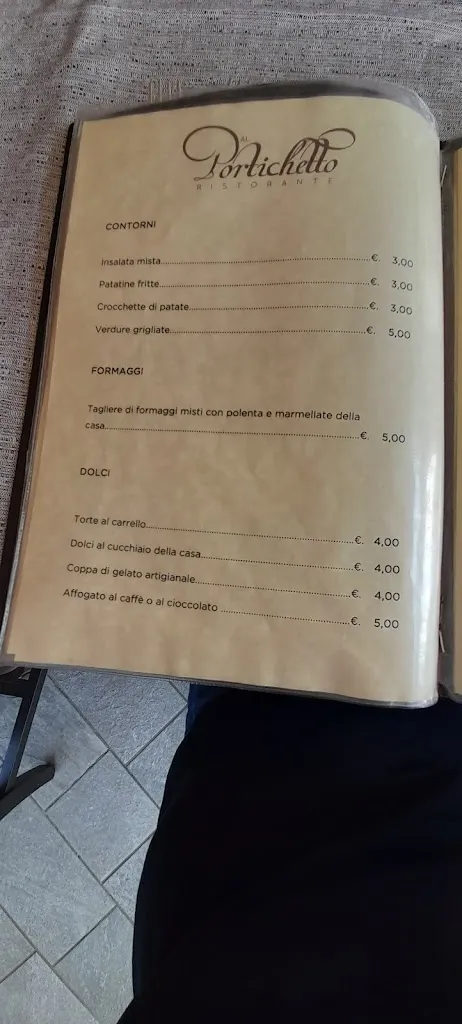 AL
Portichetto
RISTORANTE
CONTORNI
Insalata mista..........€. 3,00
Patatine fritte..........€. 3,00
Crocchette di patate..........€. 3,00
Verdure grigliate..........€. 5,00
FORMAGGI
Tagliere di formaggi misti con polenta e marmellate della
casa..........€. 5,00
DOLCI
Torte al carrello..........€. 4,00
Dolci al cucchiaio della casa..........€. 4,00
Coppa di gelato artigianale..........€. 4,00
Affogato al caffè o al cioccolato ..........€. 5,00